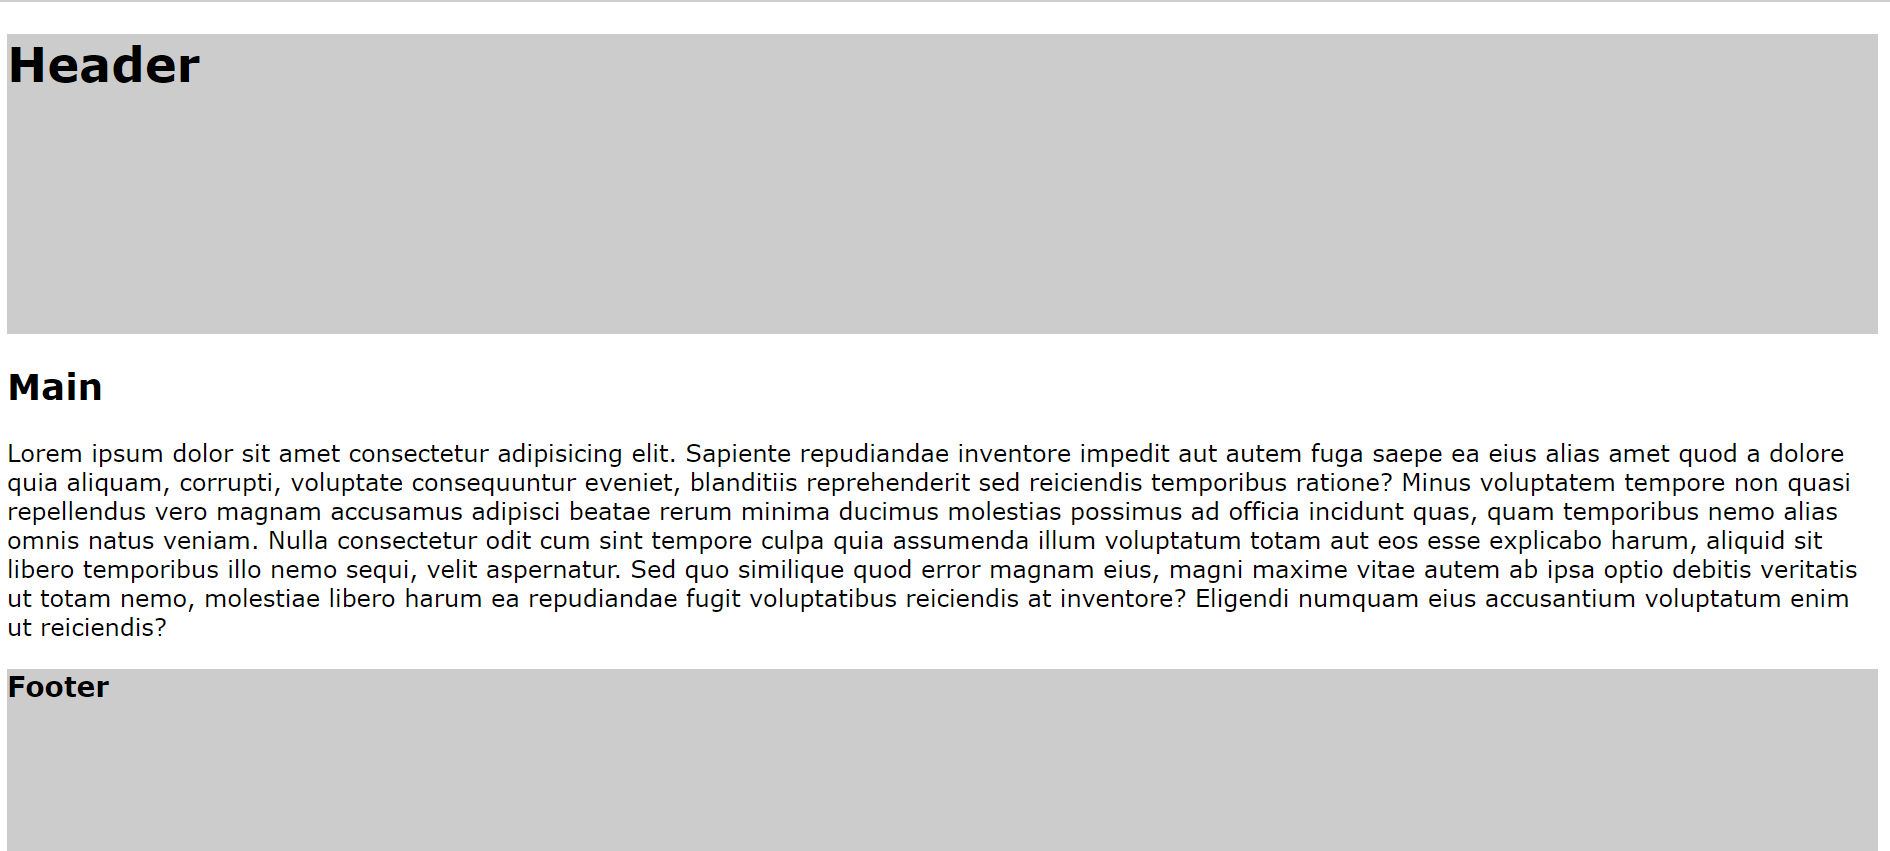 Header
Main
Lorem ipsum dolor sit amet consectetur adipisicing elit. Sapiente repudiandae inventore impedit aut autem fuga saepe ea eius alias amet quod a dolore
quia aliquam, corrupti, voluptate consequuntur eveniet, blanditiis reprehenderit sed reiciendis temporibus ratione? Minus voluptatem tempore non quasi
repellendus vero magnam accusamus adipisci beatae rerum minima ducimus molestias possimus ad officia incidunt quas, quam temporibus nemo alias
omnis natus veniam. Nulla consectetur odit cum sint tempore culpa quia assumenda illum voluptatum totam aut eos esse explicabo harum, aliquid sit
libero temporibus illo nemo sequi, velit aspernatur. Sed quo similique quod error magnam eius, magni maxime vitae autem ab ipsa optio debitis veritatis
ut totam nemo, molestiae libero harum ea repudiandae fugit voluptatibus reiciendis at inventore? Eligendi numquam eius accusantium voluptatum enim
ut reiciendis?
Footer